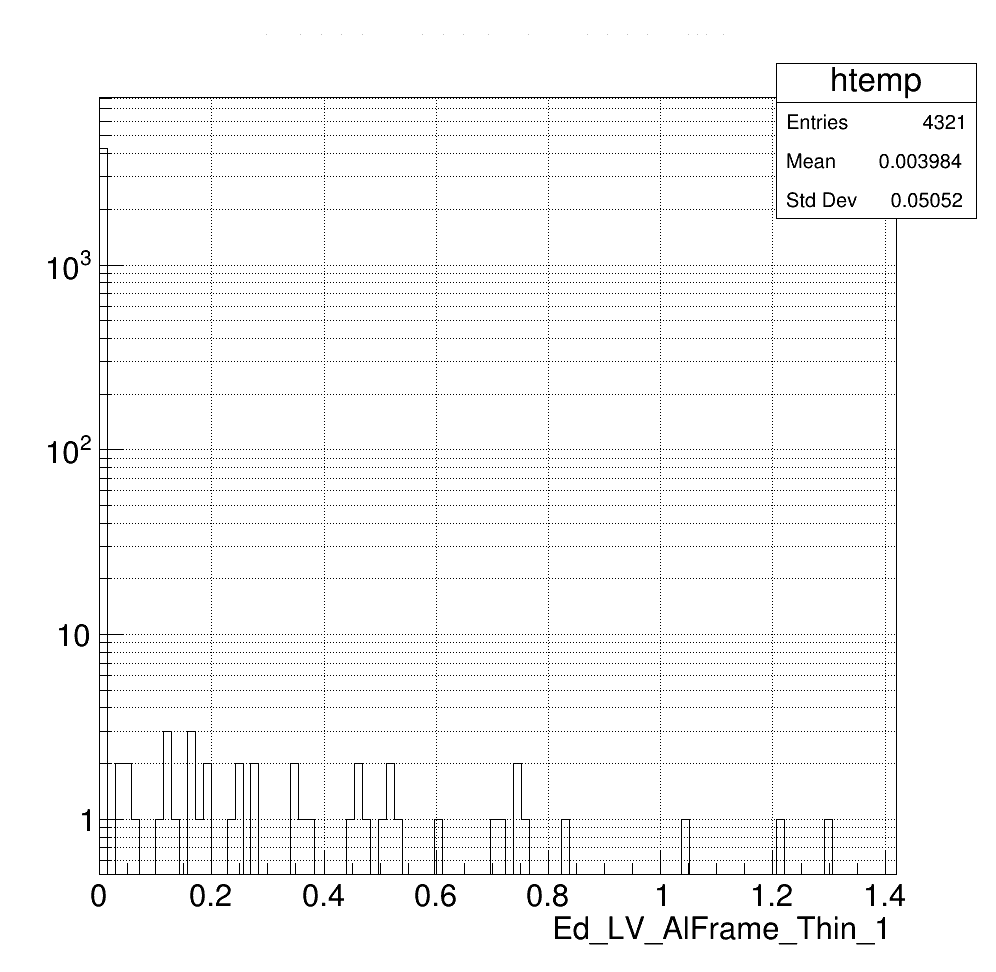 htemp
Entries 4321
Mean 0.003984
Std Dev 0.05052
10³
10²
10
1
0 0.2 0.4 0.6 0.8 1 1.2 1.4
Ed_LV_AlFrame_Thin_1